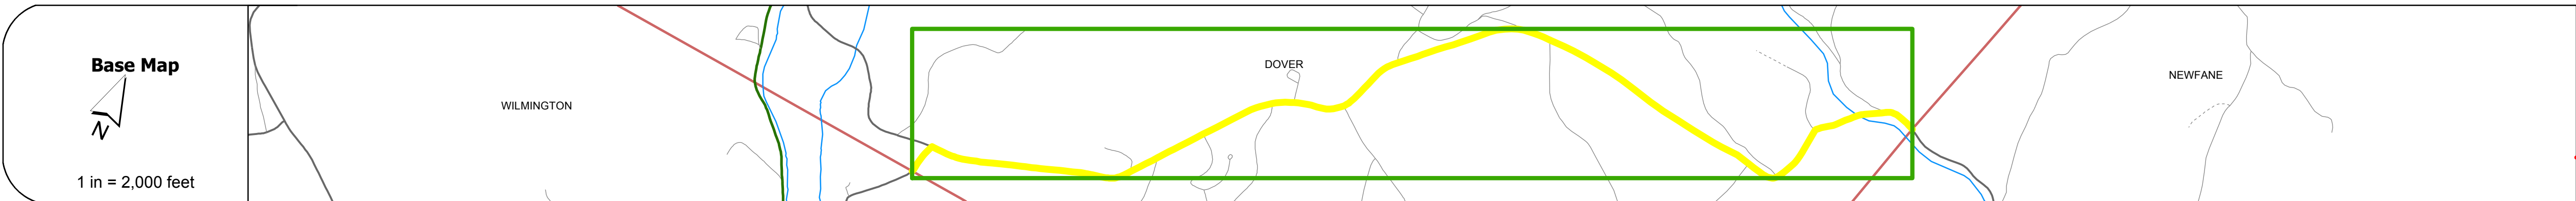 Base Map
N
1 in = 2,000 feet
WILMINGTON
DOVER
NEWFANE